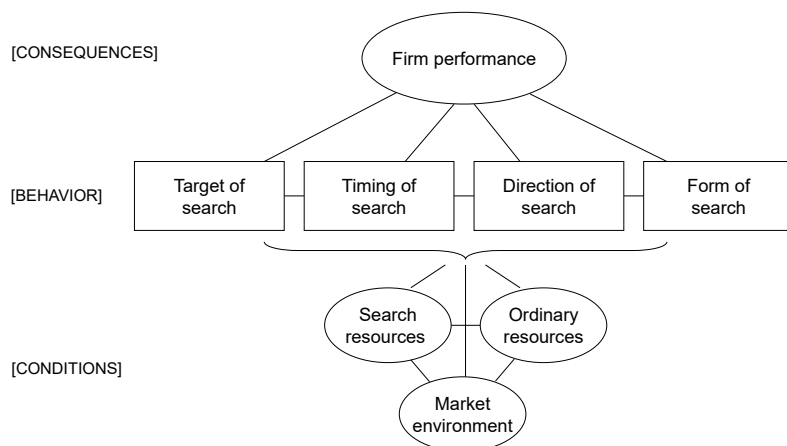 [CONSEQUENCES]
Firm performance
[BEHAVIOR]
Target of
search
Timing of
search
Direction of
search
Form of
search
Search
resources
Ordinary
resources
[CONDITIONS]
Market
environment